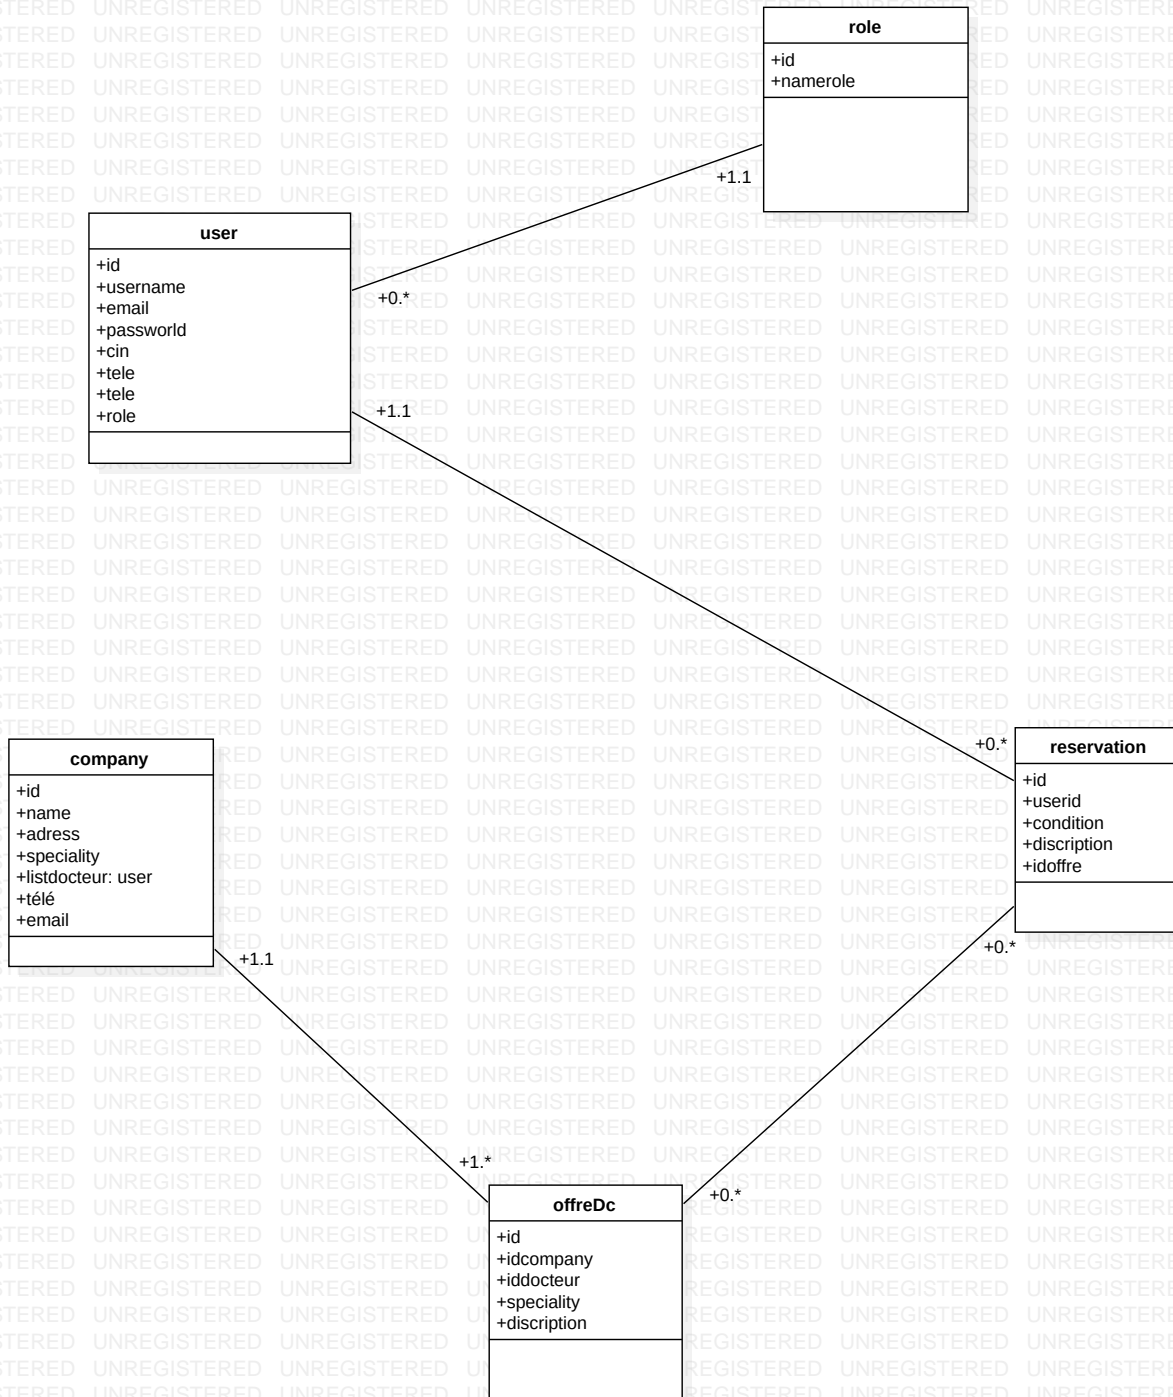 role
+id
+namerole
+1.1
user
+id
+username
+email
+passworld
+cin
+tele
+tele
+role
+0.*
+1.1
+0.*
reservation
+id
+userid
+condition
+discription
+idoffre
+0.*
company
+id
+name
+adress
+speciality
+listdocteur: user
+télé
+email
+1.1
+1.*
+0.*
offreDc
+id
+idcompany
+iddocteur
+speciality
+discription
UNREGISTERED